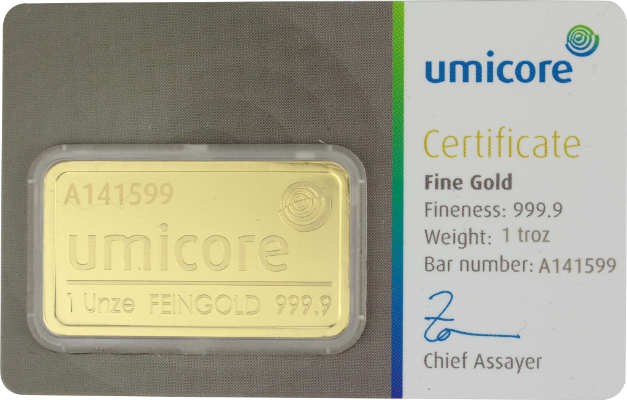 A141599
umicore
1 Unze FEINGOLD 999.9
umicore
Certificate
Fine Gold
Fineness: 999.9
Weight: 1 troz
Bar number: A141599
Chief Assayer